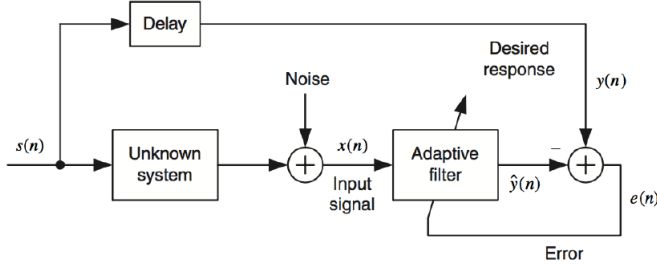 Delay
Desired
response
Noise
y(n)
s(n)
x(n)
Unknown
system
+
Adaptive
filter
−
+
Input
signal
ŷ(n)
e(n)
Error